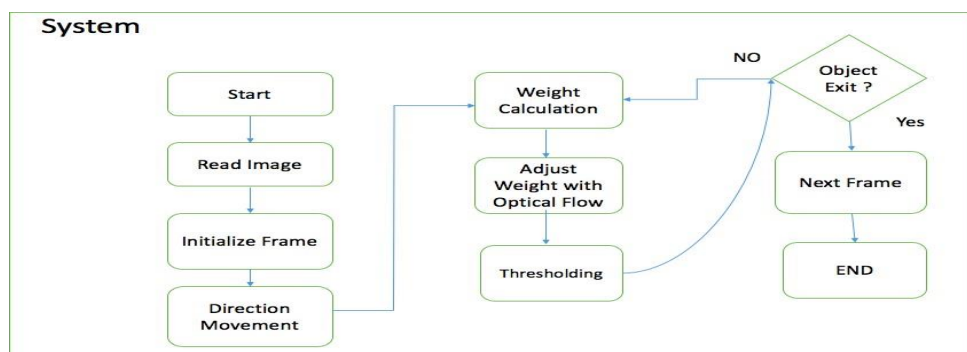 System
Start
Read Image
Initialize Frame
Direction
Movement
Weight
Calculation
Adjust
Weight with
Optical Flow
Thresholding
NO
Object
Exit ?
Yes
Next Frame
END